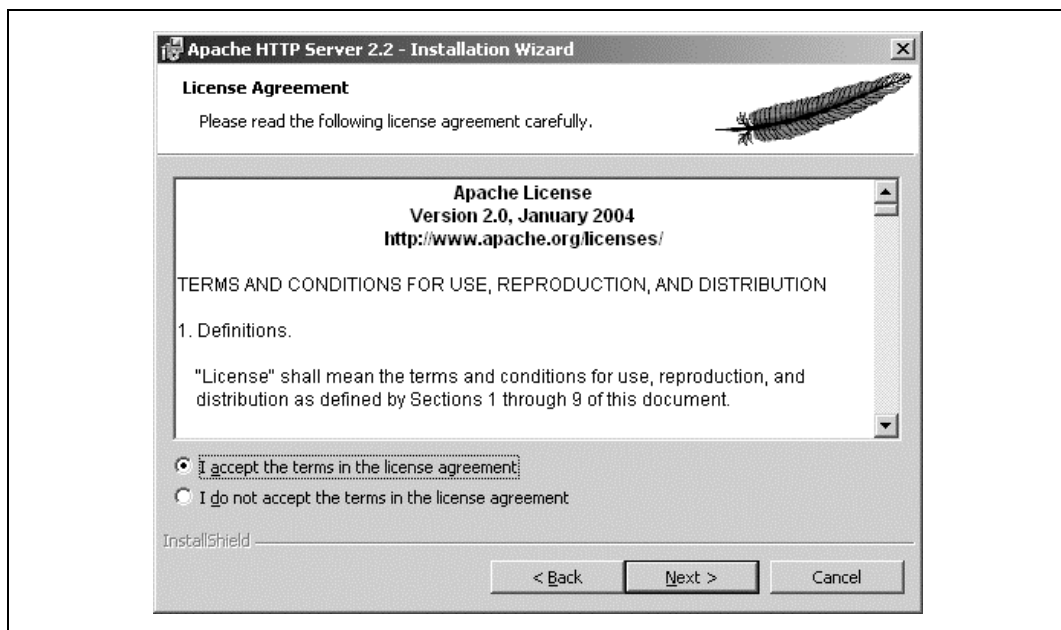 Apache HTTP Server 2.2 - Installation Wizard
License Agreement
Please read the following license agreement carefully.
Apache License
Version 2.0, January 2004
http://www.apache.org/licenses/
TERMS AND CONDITIONS FOR USE, REPRODUCTION, AND DISTRIBUTION
1. Definitions.
"License" shall mean the terms and conditions for use, reproduction, and
distribution as defined by Sections 1 through 9 of this document.
I accept the terms in the license agreement
I do not accept the terms in the license agreement
InstallShield
< Back
Next >
Cancel